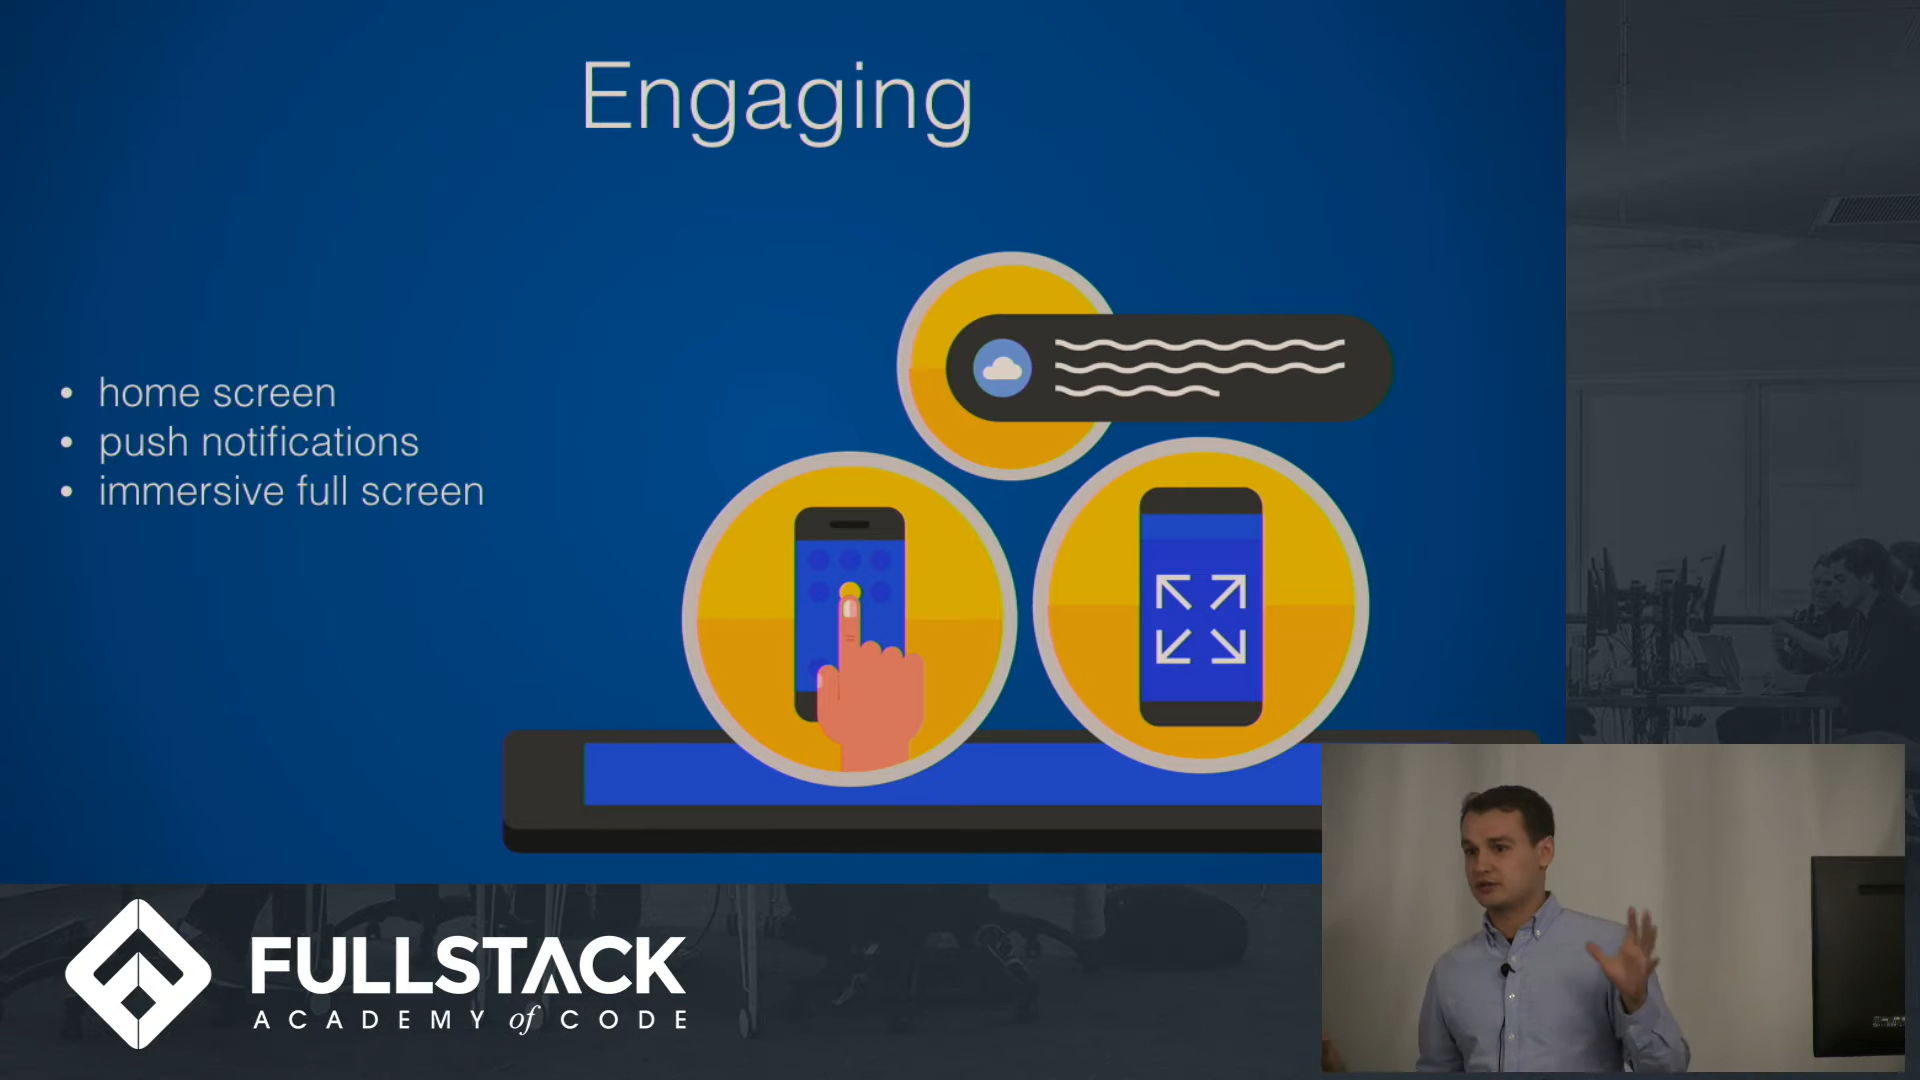 Engaging
• home screen
• push notifications
• immersive full screen
FULLSTACK
ACADEMY of CODE